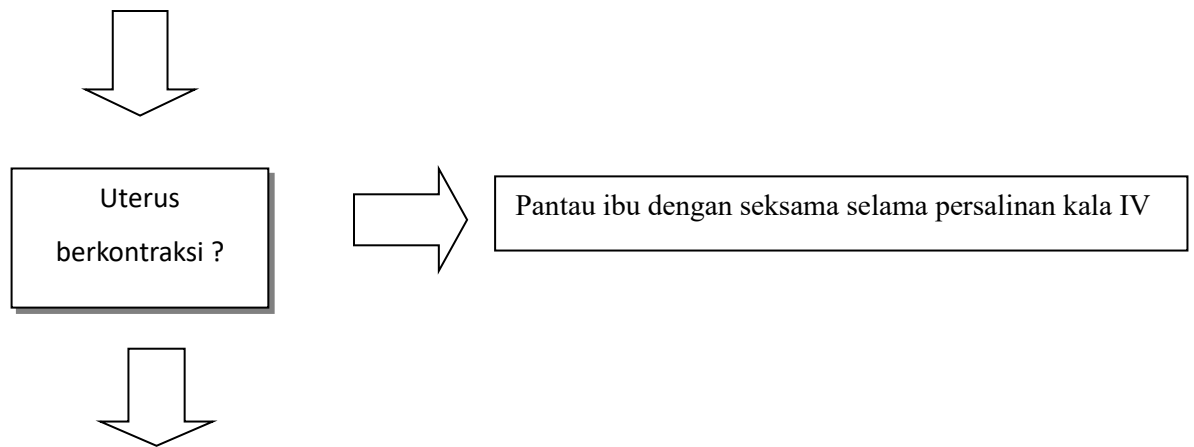 Uterus
berkontraksi ?
Pantau ibu dengan seksama selama persalinan kala IV